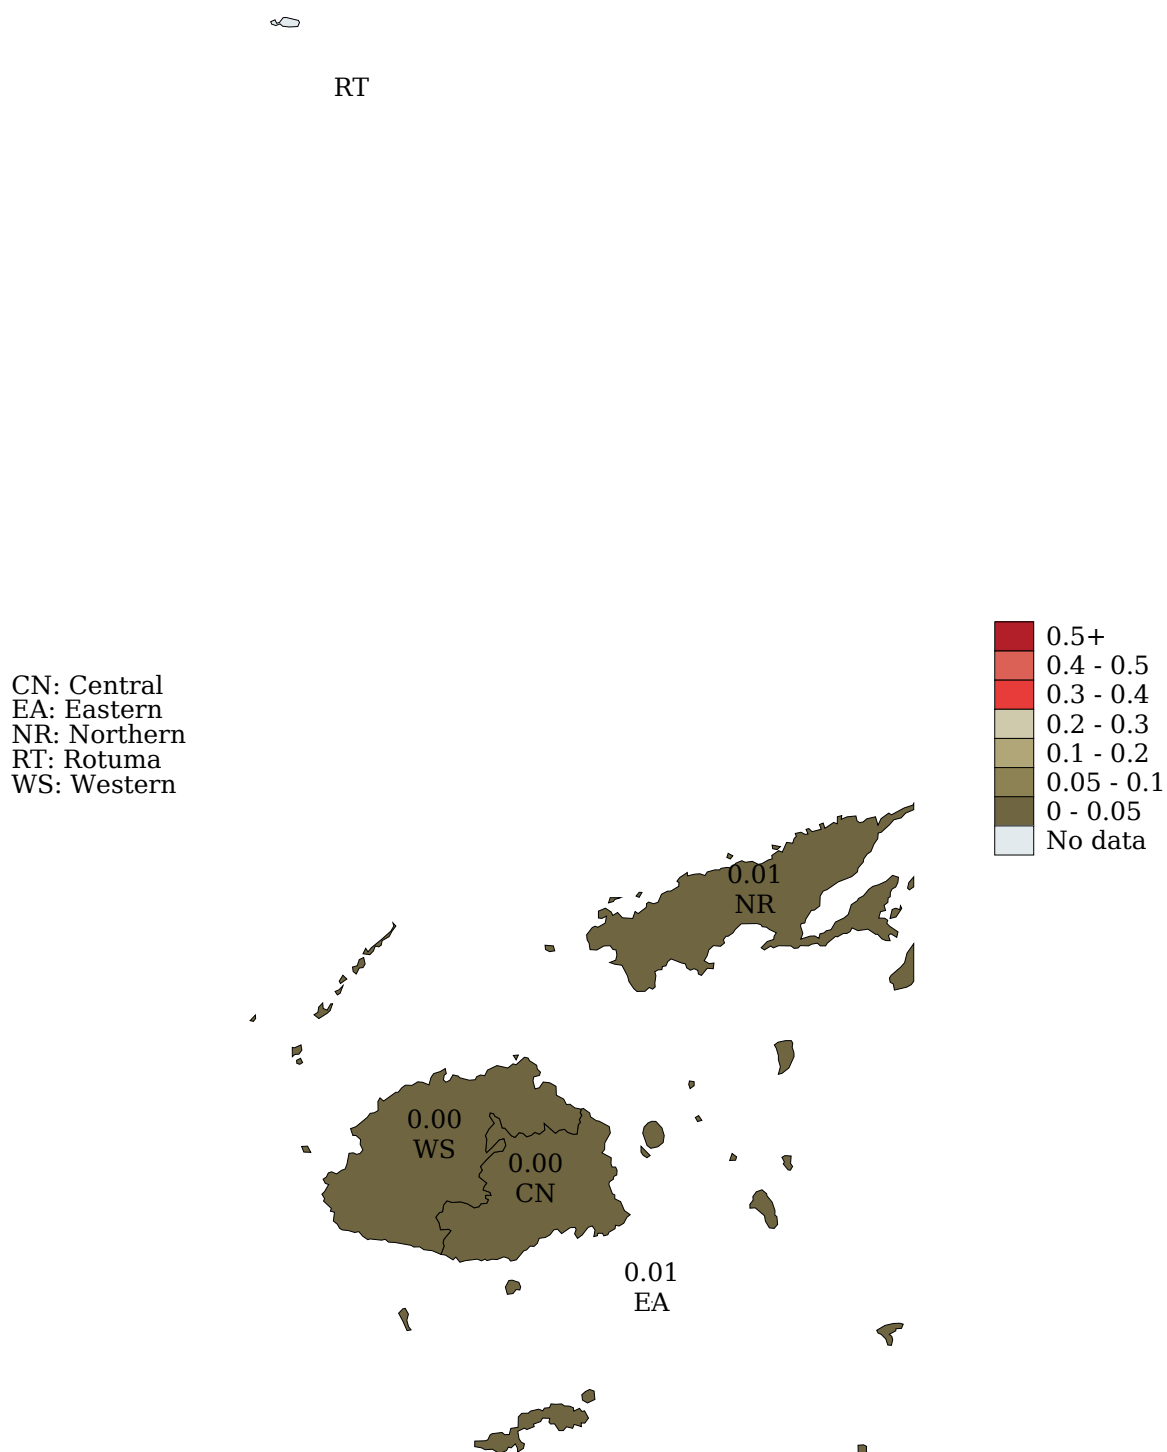 RT
0.5+
0.4 - 0.5
0.3 - 0.4
0.2 - 0.3
0.1 - 0.2
0.05 - 0.1
0 - 0.05
No data
CN: Central
EA: Eastern
NR: Northern
RT: Rotuma
WS: Western
0.01
NR
0.00
WS
0.00
CN
0.01
EA